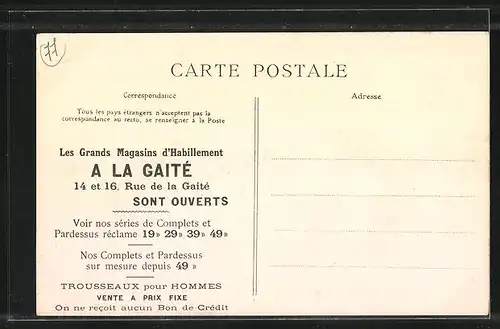 71
CARTE POSTALE
Correspondance
Adresse
Tous les pays étrangers n'acceptent pas la
correspondance au recto, se renseigner à la Poste
Les Grands Magasins d'Habillement
A LA GAITÉ
14 et 16, Rue de la Gaité
SONT OUVERTS
Voir nos séries de Complets et
Pardessus réclame 19» 29» 39» 49»
Nos Complets et Pardessus
sur mesure depuis 49 »
TROUSSEAUX pour HOMMES
VENTE A PRIX FIXE
On ne reçoit aucun Bon de Crédit